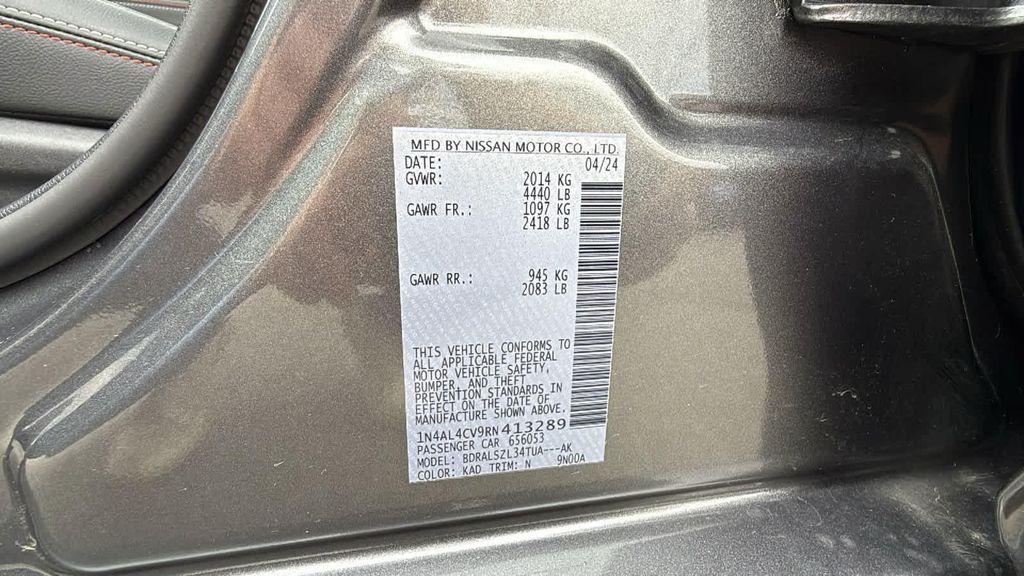 MFD BY NISSAN MOTOR CO., LTD.
DATE: 04/24
GVWR: 2014 KG
4440 LB
GAWR FR.: 1097 KG
2418 LB
GAWR RR.: 945 KG
2083 LB
THIS VEHICLE CONFORMS TO
ALL APPLICABLE FEDERAL
MOTOR VEHICLE SAFETY,
BUMPER, AND THEFT
PREVENTION STANDARDS IN
EFFECT ON THE DATE OF
MANUFACTURE SHOWN ABOVE.
1N4AL4CV9RN413289
PASSENGER CAR 656053
MODEL: BDRALSZL34TUA---AK
COLOR: KAD TRIM: N 9N00A